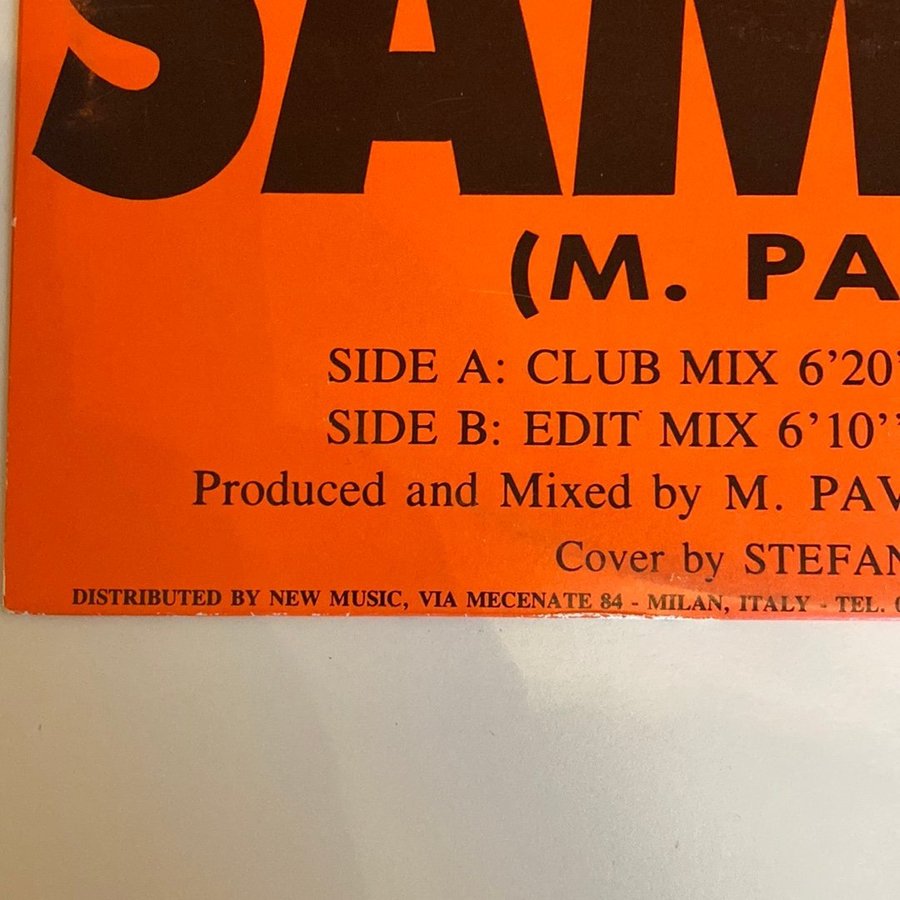 SAM
(M. PA
SIDE A: CLUB MIX 6'20'
SIDE B: EDIT MIX 6'10''
Produced and Mixed by M. PAV
Cover by STEFAN
DISTRIBUTED BY NEW MUSIC, VIA MECENATE 84 - MILAN, ITALY - TEL. 0